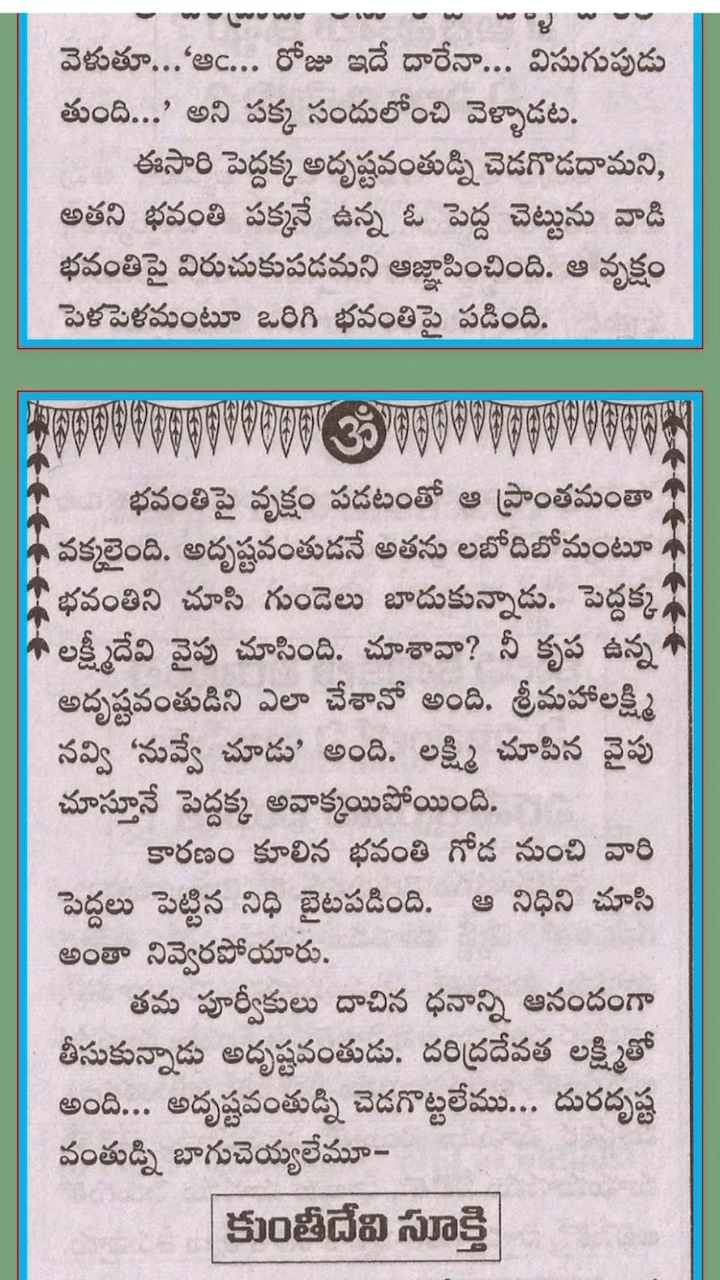 వెళుతూ...‘ఆఁ... రోజు ఇదే దారేనా... విసుగుపుడు
తుంది...’ అని పక్క సందులోంచి వెళ్ళాడట.
ఈసారి పెద్దక్క అదృష్టవంతుడ్ని చెడగొడదామని,
అతని భవంతి పక్కనే ఉన్న ఓ పెద్ద చెట్టును వాడి
భవంతిపై విరుచుకుపడమని ఆజ్ఞాపించింది. ఆ వృక్షం
పెళపెళమంటూ ఒరిగి భవంతిపై పడింది.
ॐ
భవంతిపై వృక్షం పడటంతో ఆ ప్రాంతమంతా
వక్కలైంది. అదృష్టవంతుడనే అతను లబోదిబోమంటూ
భవంతిని చూసి గుండెలు బాదుకున్నాడు. పెద్దక్క
లక్ష్మీదేవి వైపు చూసింది. చూశావా? నీ కృప ఉన్న
అదృష్టవంతుడిని ఎలా చేశానో అంది. శ్రీమహాలక్ష్మి
నవ్వి ‘నువ్వే చూడు’ అంది. లక్ష్మి చూపిన వైపు
చూస్తూనే పెద్దక్క అవాక్కయిపోయింది.
కారణం కూలిన భవంతి గోడ నుంచి వారి
పెద్దలు పెట్టిన నిధి బైటపడింది. ఆ నిధిని చూసి
అంతా నివ్వెరపోయారు.
తమ పూర్వీకులు దాచిన ధనాన్ని ఆనందంగా
తీసుకున్నాడు అదృష్టవంతుడు. దరిద్రదేవత లక్ష్మితో
అంది... అదృష్టవంతుడ్ని చెడగొట్టలేము... దురదృష్ట
వంతుడ్ని బాగుచెయ్యలేమూ-
కుంతీదేవి సూక్తి